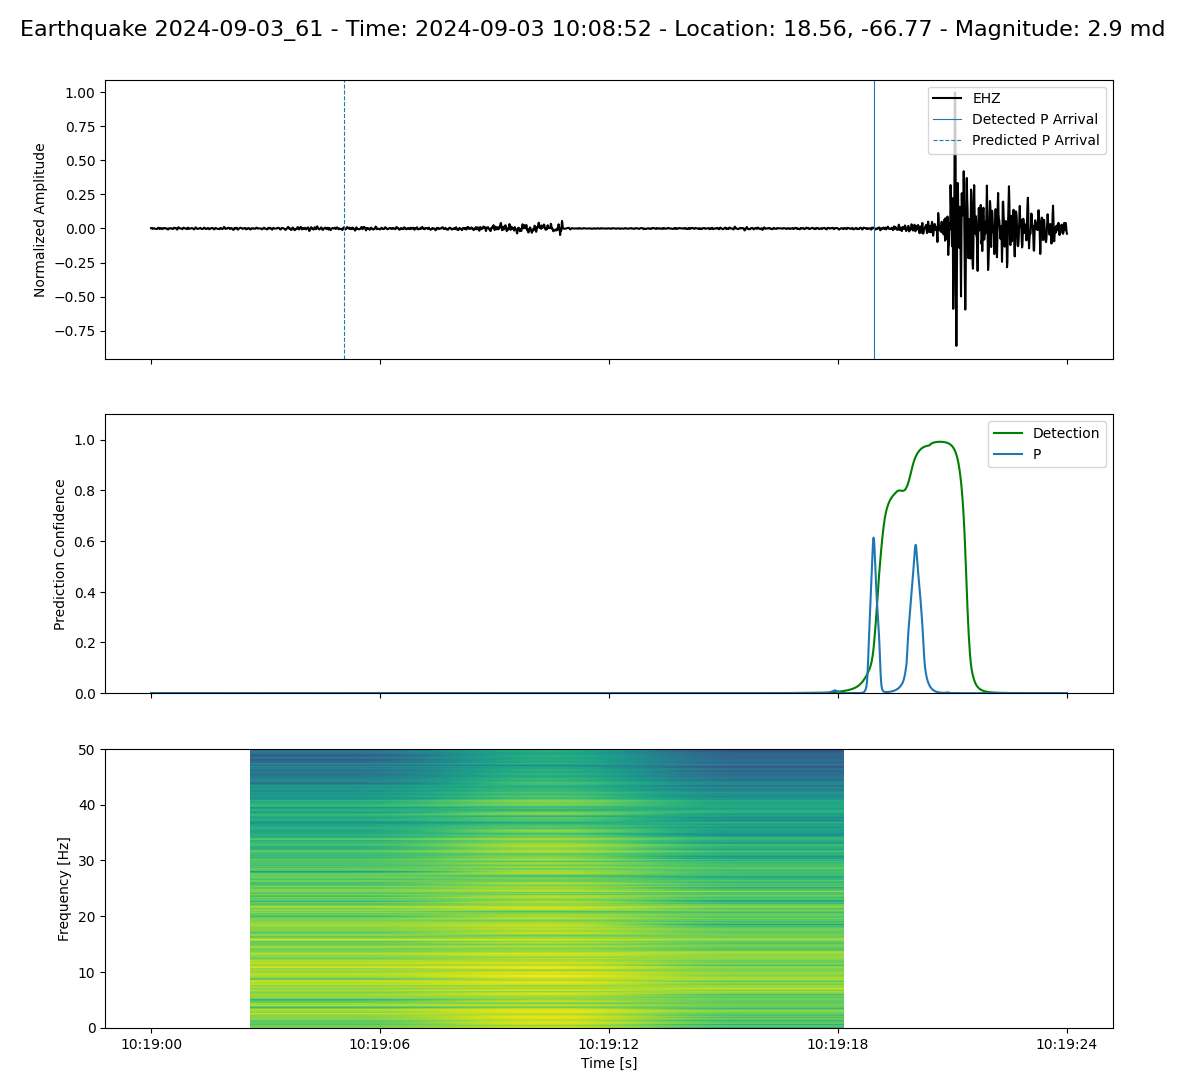 Earthquake 2024-09-03_61 - Time: 2024-09-03 10:08:52 - Location: 18.56, -66.77 - Magnitude: 2.9 md
Normalized Amplitude
1.00
0.75
0.50
0.25
0.00
−0.25
−0.50
−0.75
EHZ
Detected P Arrival
Predicted P Arrival
Prediction Confidence
1.0
0.8
0.6
0.4
0.2
0.0
Detection
P
Frequency [Hz]
50
40
30
20
10
0
10:19:00
10:19:06
10:19:12
10:19:18
10:19:24
Time [s]